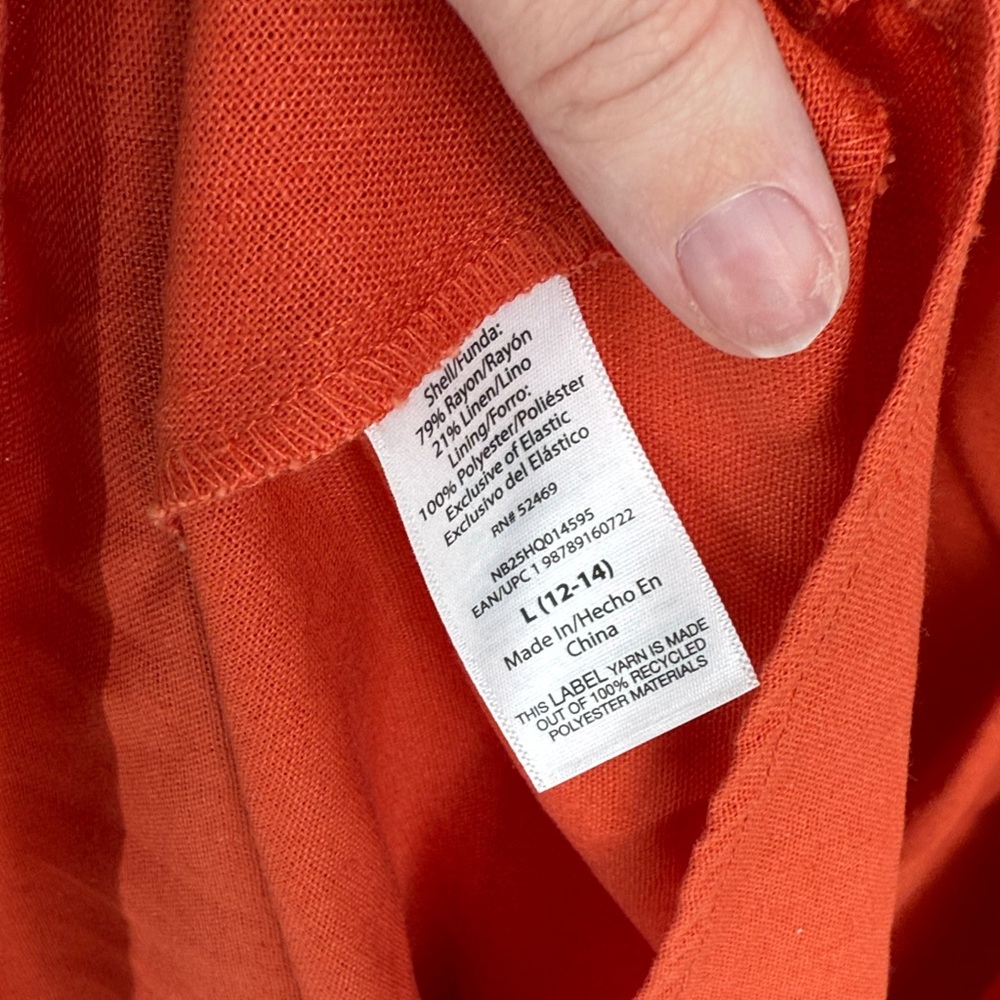 Shell/Funda:
79% Rayon/Rayón
21% Linen/Lino
Lining/Forro:
100% Polyester/Poliéster
Exclusive of Elastic
Exclusivo del Elástico
RN# 52469
NB25HQ014595
EAN/UPC 1 98789160722
L (12-14)
Made In/Hecho En
China
THIS LABEL YARN IS MADE
OUT OF 100% RECYCLED
POLYESTER MATERIALS